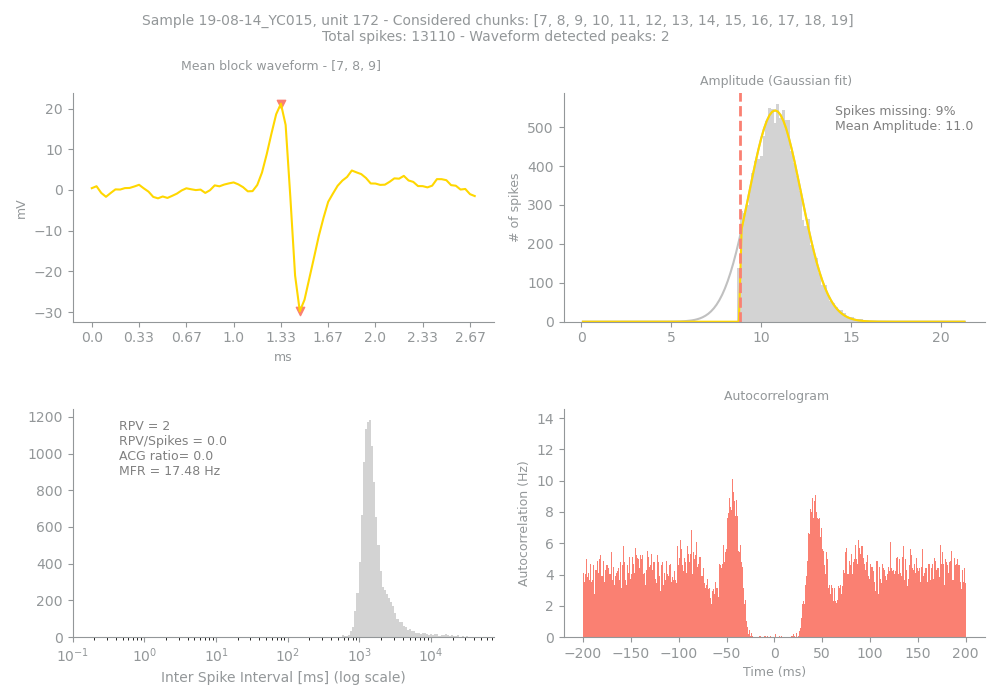 Sample 19-08-14_YC015, unit 172 - Considered chunks: [7, 8, 9, 10, 11, 12, 13, 14, 15, 16, 17, 18, 19]
Total spikes: 13110 - Waveform detected peaks: 2
Mean block waveform - [7, 8, 9]
20
10
0
−10
−20
−30
mV
0.0 0.33 0.67 1.0 1.33 1.67 2.0 2.33 2.67
ms
Amplitude (Gaussian fit)
Spikes missing: 9%
Mean Amplitude: 11.0
500
400
300
200
100
0
# of spikes
0 5 10 15 20
1200
1000
800
600
400
200
0
RPV = 2
RPV/Spikes = 0.0
ACG ratio= 0.0
MFR = 17.48 Hz
10⁻¹ 10⁰ 10¹ 10² 10³ 10⁴
Inter Spike Interval [ms] (log scale)
Autocorrelogram
14
12
10
8
6
4
2
0
Autocorrelation (Hz)
−200 −150 −100 −50 0 50 100 150 200
Time (ms)